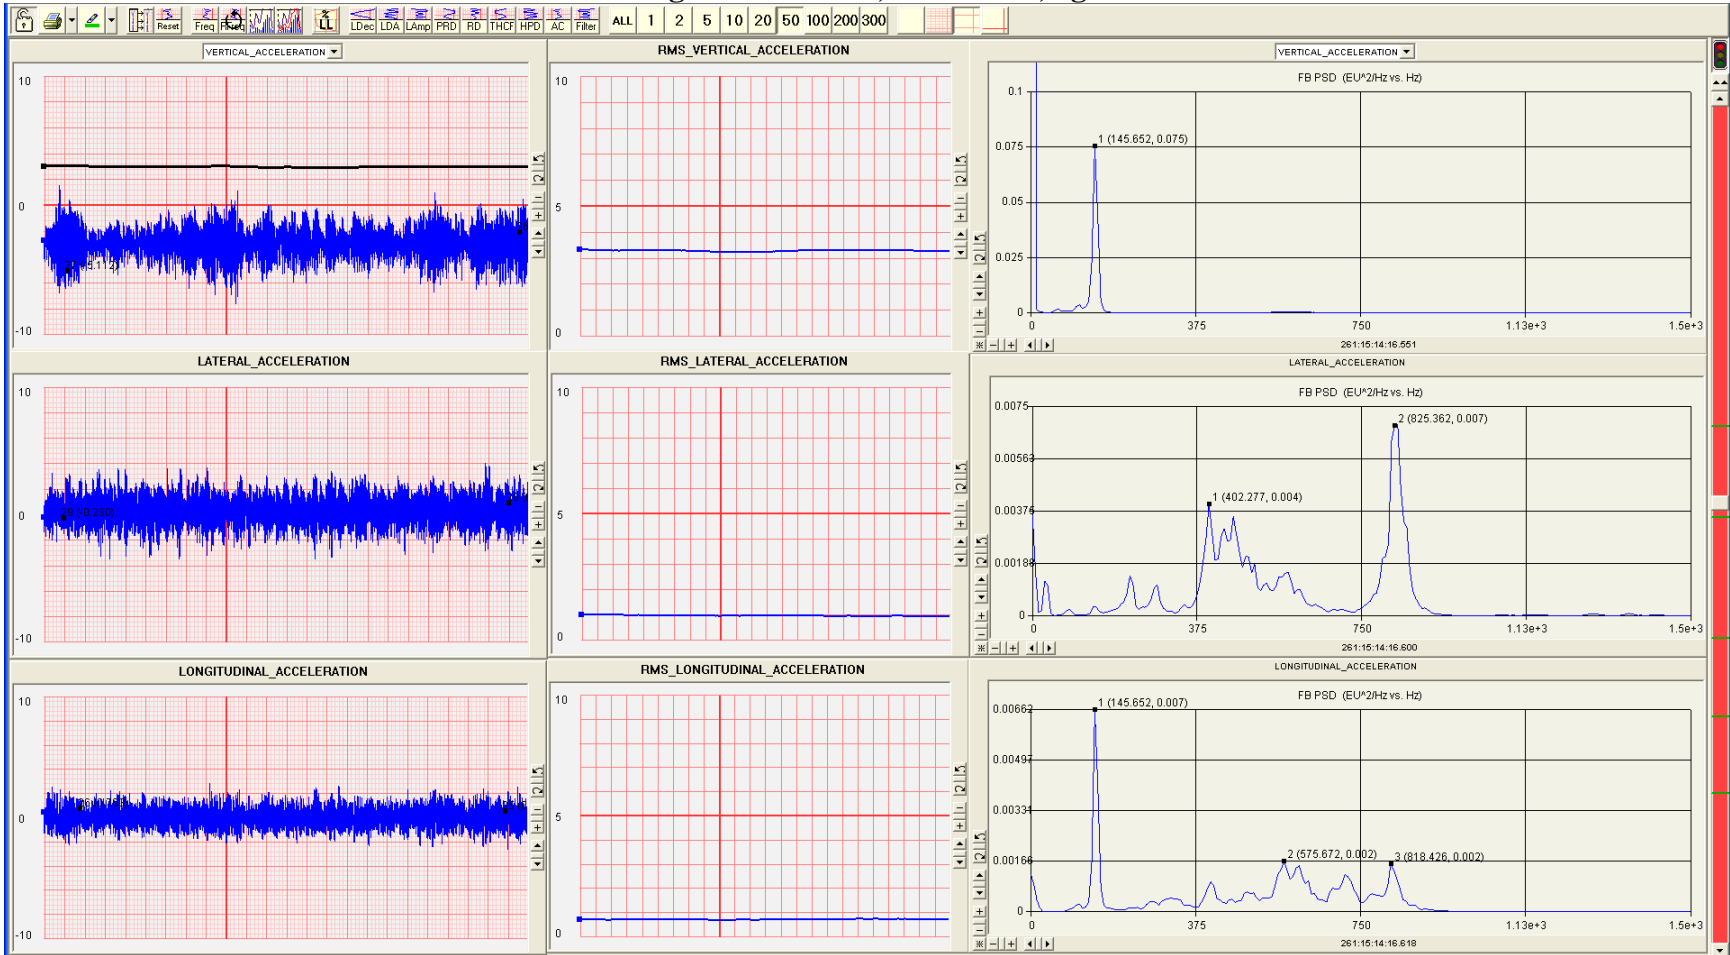 Reset Freq LL LDec LDA LAmp PRD RD THCF HPD AC Filter ALL 1 2 5 10 20 50 100 200 300
VERTICAL_ACCELERATION
10
0
-10
RMS_VERTICAL_ACCELERATION
10
5
0
VERTICAL_ACCELERATION
FB PSD (EU^2/Hz vs. Hz)
0.1
0.075
0.05
0.025
0
1 (145.652, 0.075)
0 375 750 1.13e+3 1.5e+3
261:15:14:16.551
LATERAL_ACCELERATION
10
0
-10
RMS_LATERAL_ACCELERATION
10
5
0
LATERAL_ACCELERATION
FB PSD (EU^2/Hz vs. Hz)
0.0075
0.00563
0.00375
0.00188
0
1 (402.277, 0.004)
2 (825.362, 0.007)
0 375 750 1.13e+3 1.5e+3
261:15:14:16.600
LONGITUDINAL_ACCELERATION
10
0
-10
RMS_LONGITUDINAL_ACCELERATION
10
5
0
LONGITUDINAL_ACCELERATION
FB PSD (EU^2/Hz vs. Hz)
0.00662
0.00497
0.00331
0.00166
0
1 (145.652, 0.007)
2 (575.672, 0.002)
3 (818.426, 0.002)
0 375 750 1.13e+3 1.5e+3
261:15:14:16.618